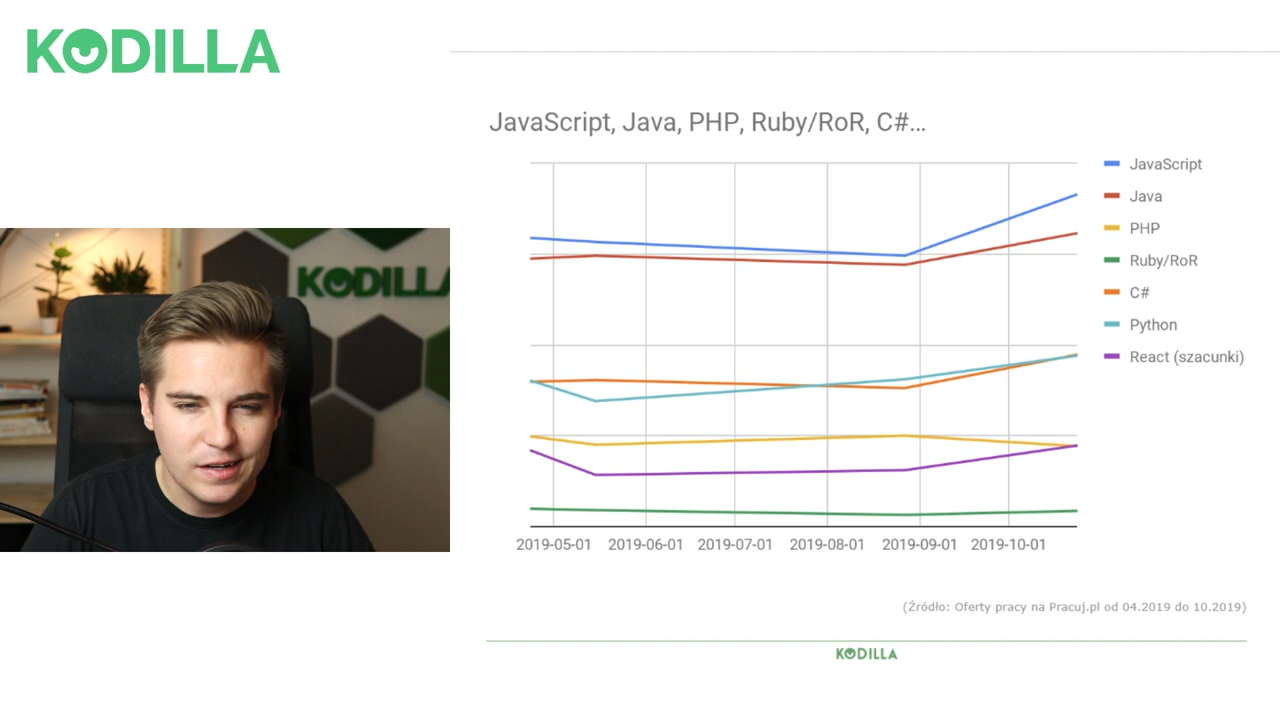 KODILLA
JavaScript, Java, PHP, Ruby/RoR, C#...
JavaScript
Java
PHP
Ruby/RoR
C#
Python
React (szacunki)
KODILLA
2019-05-01 2019-06-01 2019-07-01 2019-08-01 2019-09-01 2019-10-01
(Źródło: Oferty pracy na Pracuj.pl od 04.2019 do 10.2019)
KODILLA